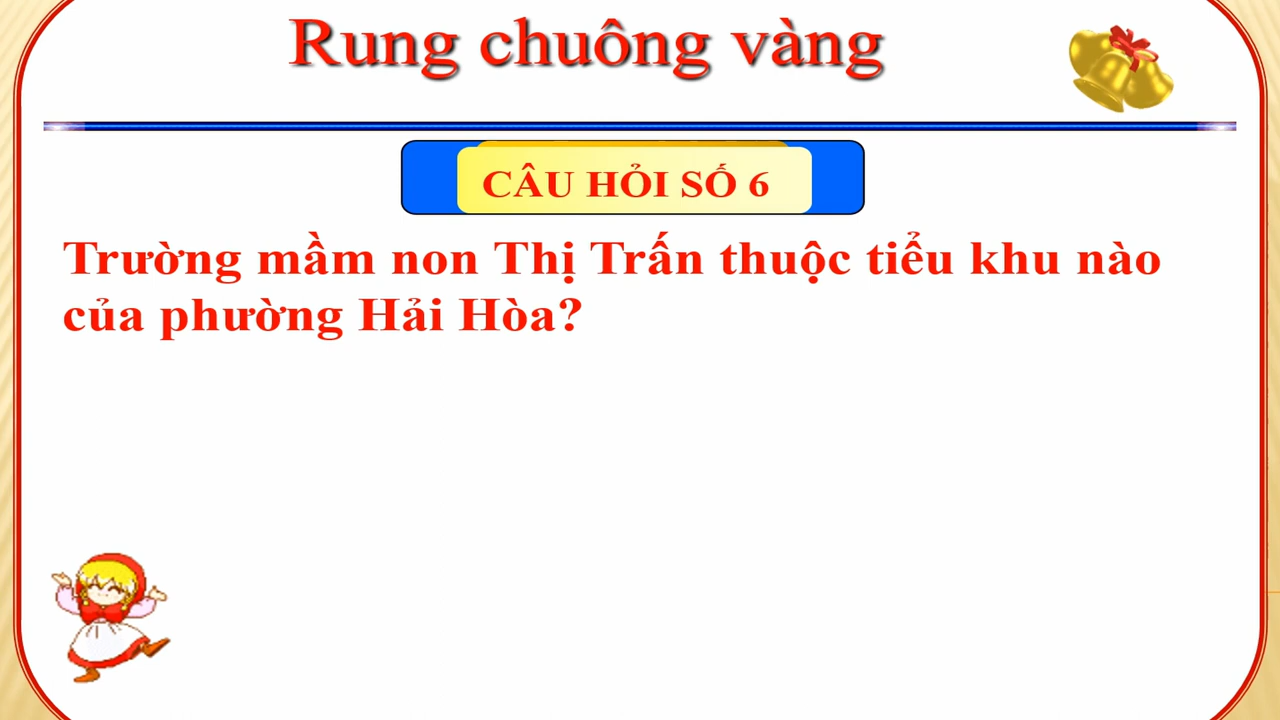 Rung chuông vàng
CÂU HỎI SỐ 6
Trường mầm non Thị Trấn thuộc tiểu khu nào
của phường Hải Hòa?